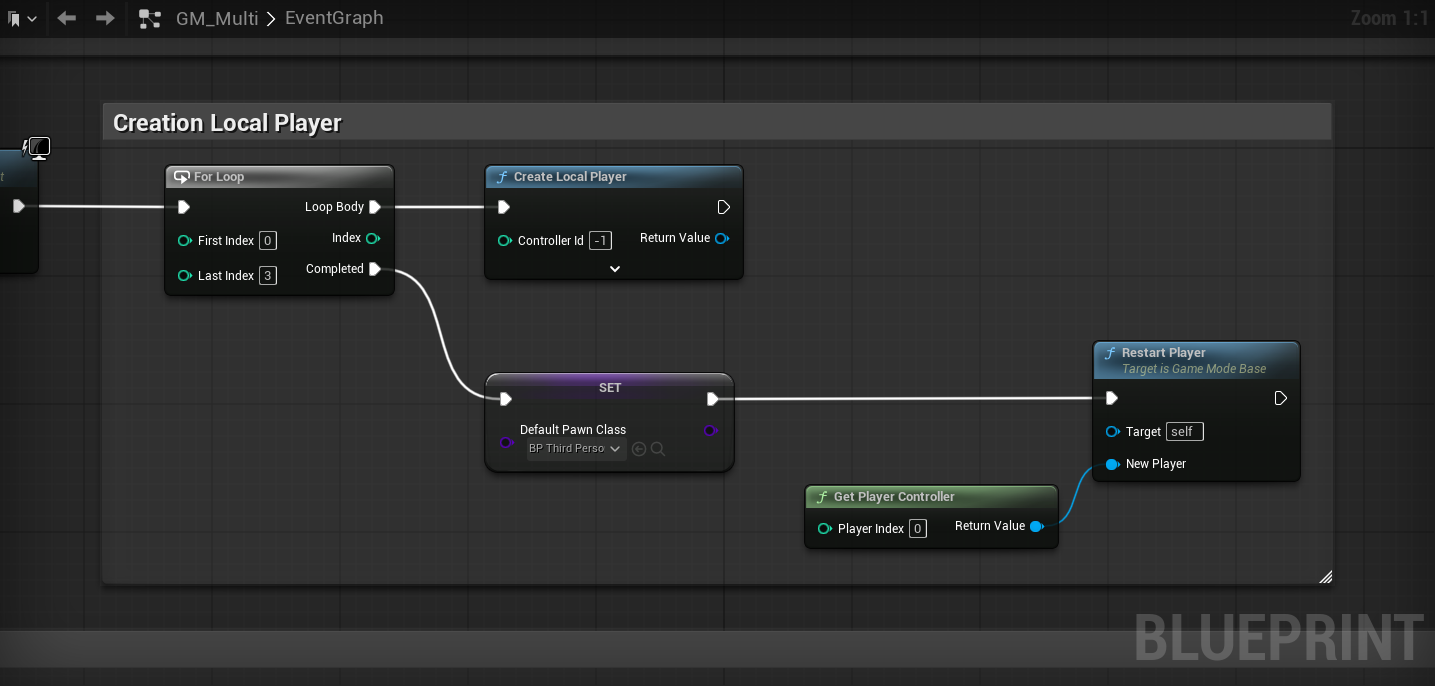 GM_Multi > EventGraph
Zoom 1:1
Creation Local Player
For Loop
Loop Body
First Index 0
Index
Last Index 3
Completed
Create Local Player
Controller Id -1
Return Value
SET
Default Pawn Class
BP Third Perso
Restart Player
Target is Game Mode Base
Target self
New Player
Get Player Controller
Player Index 0
Return Value
BLUEPRINT